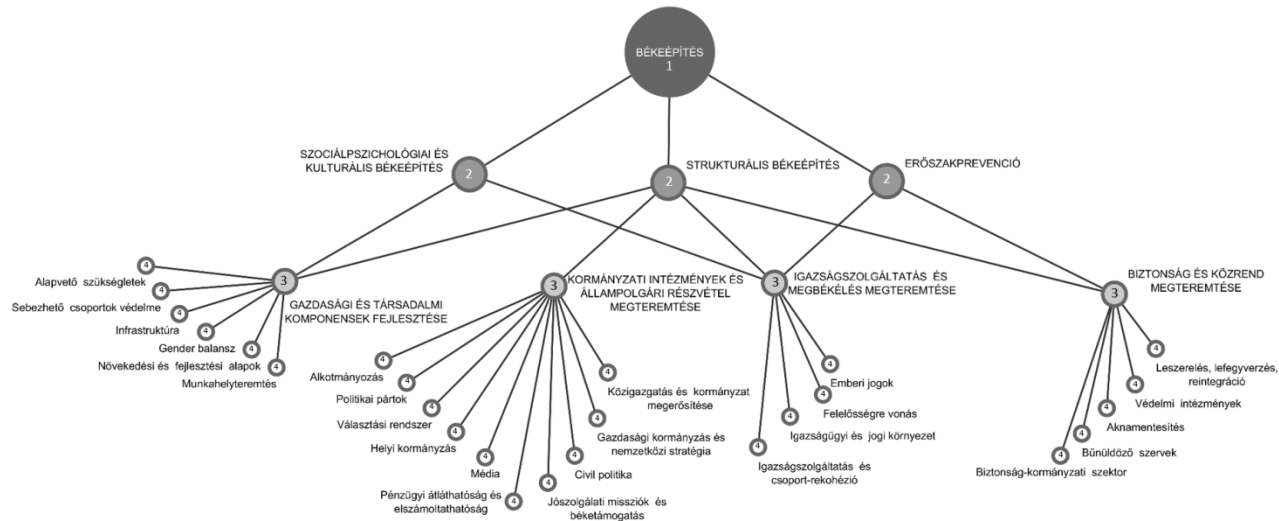 BÉKEÉPÍTÉS
1
SZOCIÁLPSZICHOLÓGIAI ÉS
KULTURÁLIS BÉKEÉPÍTÉS
2
STRUKTURÁLIS BÉKEÉPÍTÉS
2
ERŐSZAKPREVENCIÓ
2
3
GAZDASÁGI ÉS TÁRSADALMI
KOMPONENSEK FEJLESZTÉSE
4
Alapvető szükségletek
4
Sebezhető csoportok védelme
4
Infrastruktúra
4
Gender balansz
4
Növekedési és fejlesztési alapok
4
Munkahelyteremtés
3
KORMÁNYZATI INTÉZMÉNYEK ÉS
ÁLLAMPOLGÁRI RÉSZVÉTEL
MEGTEREMTÉSE
4
Alkotmányozás
4
Politikai pártok
4
Választási rendszer
4
Helyi kormányzás
4
Média
4
Pénzügyi átláthatóság és
elszámoltathatóság
4
Jószolgálati missziók és
béketámogatás
4
Civil politika
4
Gazdasági kormányzás és
nemzetközi stratégia
4
Közigazgatás és kormányzat
megerősítése
3
IGAZSÁGSZOLGÁLTATÁS ÉS
MEGBÉKÉLÉS MEGTEREMTÉSE
4
Emberi jogok
4
Felelősségre vonás
4
Igazságügyi és jogi környezet
4
Igazságszolgáltatás és
csoport-rekohézió
3
BIZTONSÁG ÉS KÖZREND
MEGTEREMTÉSE
4
Leszerelés, lefegyverzés,
reintegráció
4
Védelmi intézmények
4
Aknamentesítés
4
Bűnüldöző szervek
4
Biztonság-kormányzati szektor